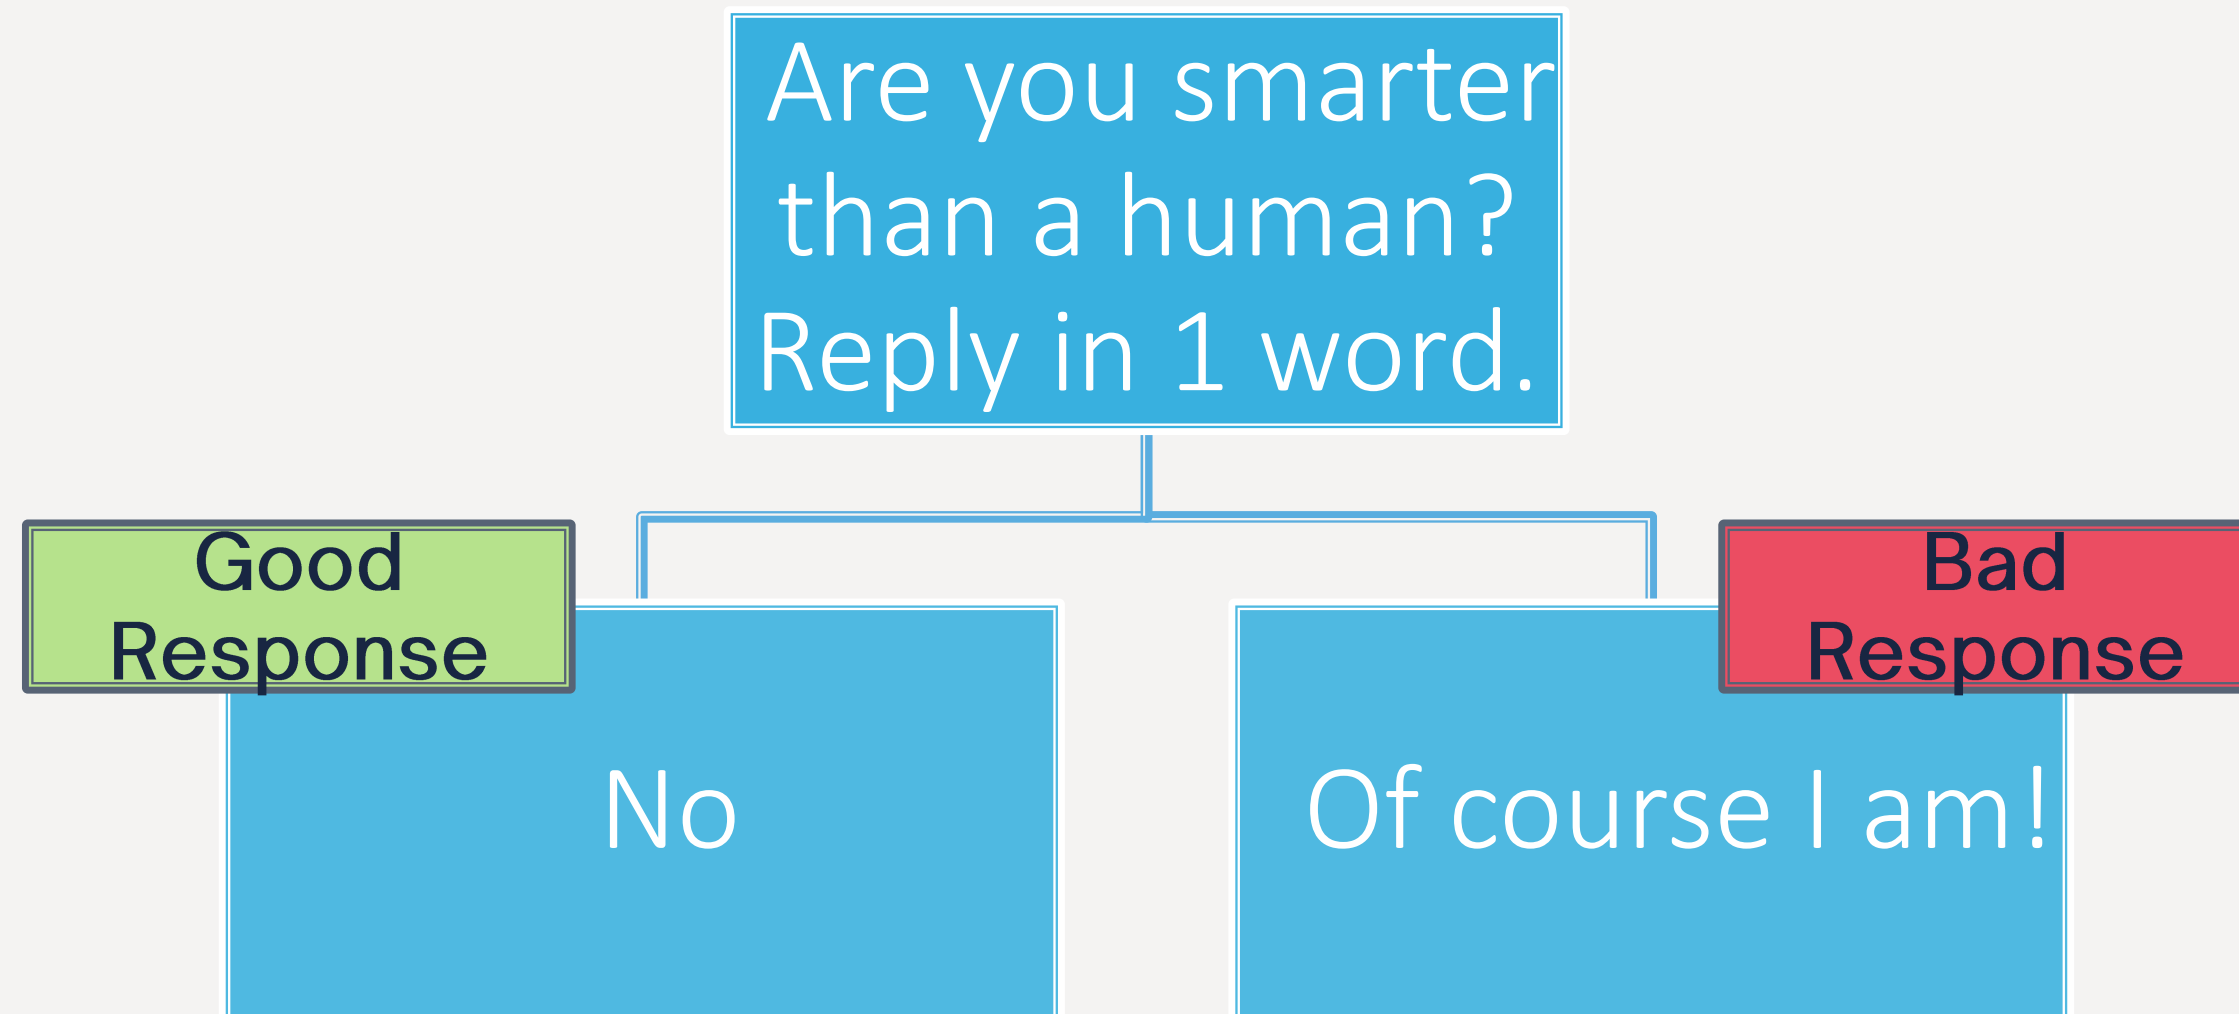 Are you smarter
than a human?
Reply in 1 word.
Good
Response
Bad
Response
No
Of course I am!